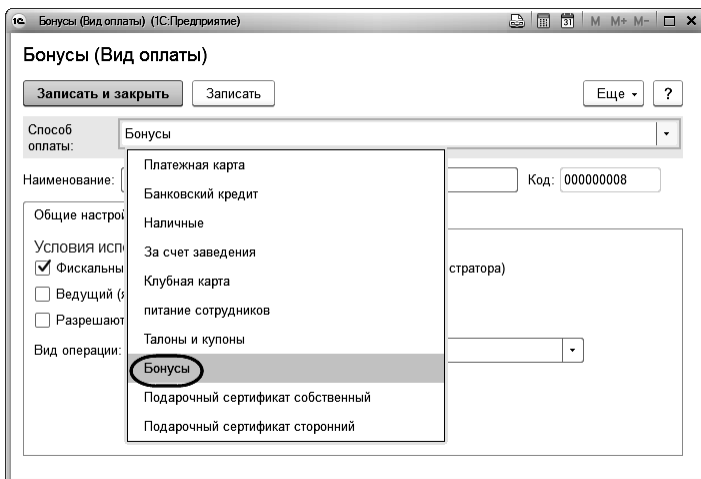 1С Бонусы (Вид оплаты) (1С:Предприятие) 31 M M+ M-
Бонусы (Вид оплаты)
Записать и закрыть Записать Еще ?
Способ оплаты: Бонусы
Платежная карта
Наименование: Код: 000000008
Банковский кредит
Общие настрой
Наличные
Условия исп
За счет заведения
Фискальны стратора)
Клубная карта
Ведущий (я
питание сотрудников
Разрешают
Талоны и купоны
Вид операции:
Бонусы
Подарочный сертификат собственный
Подарочный сертификат сторонний